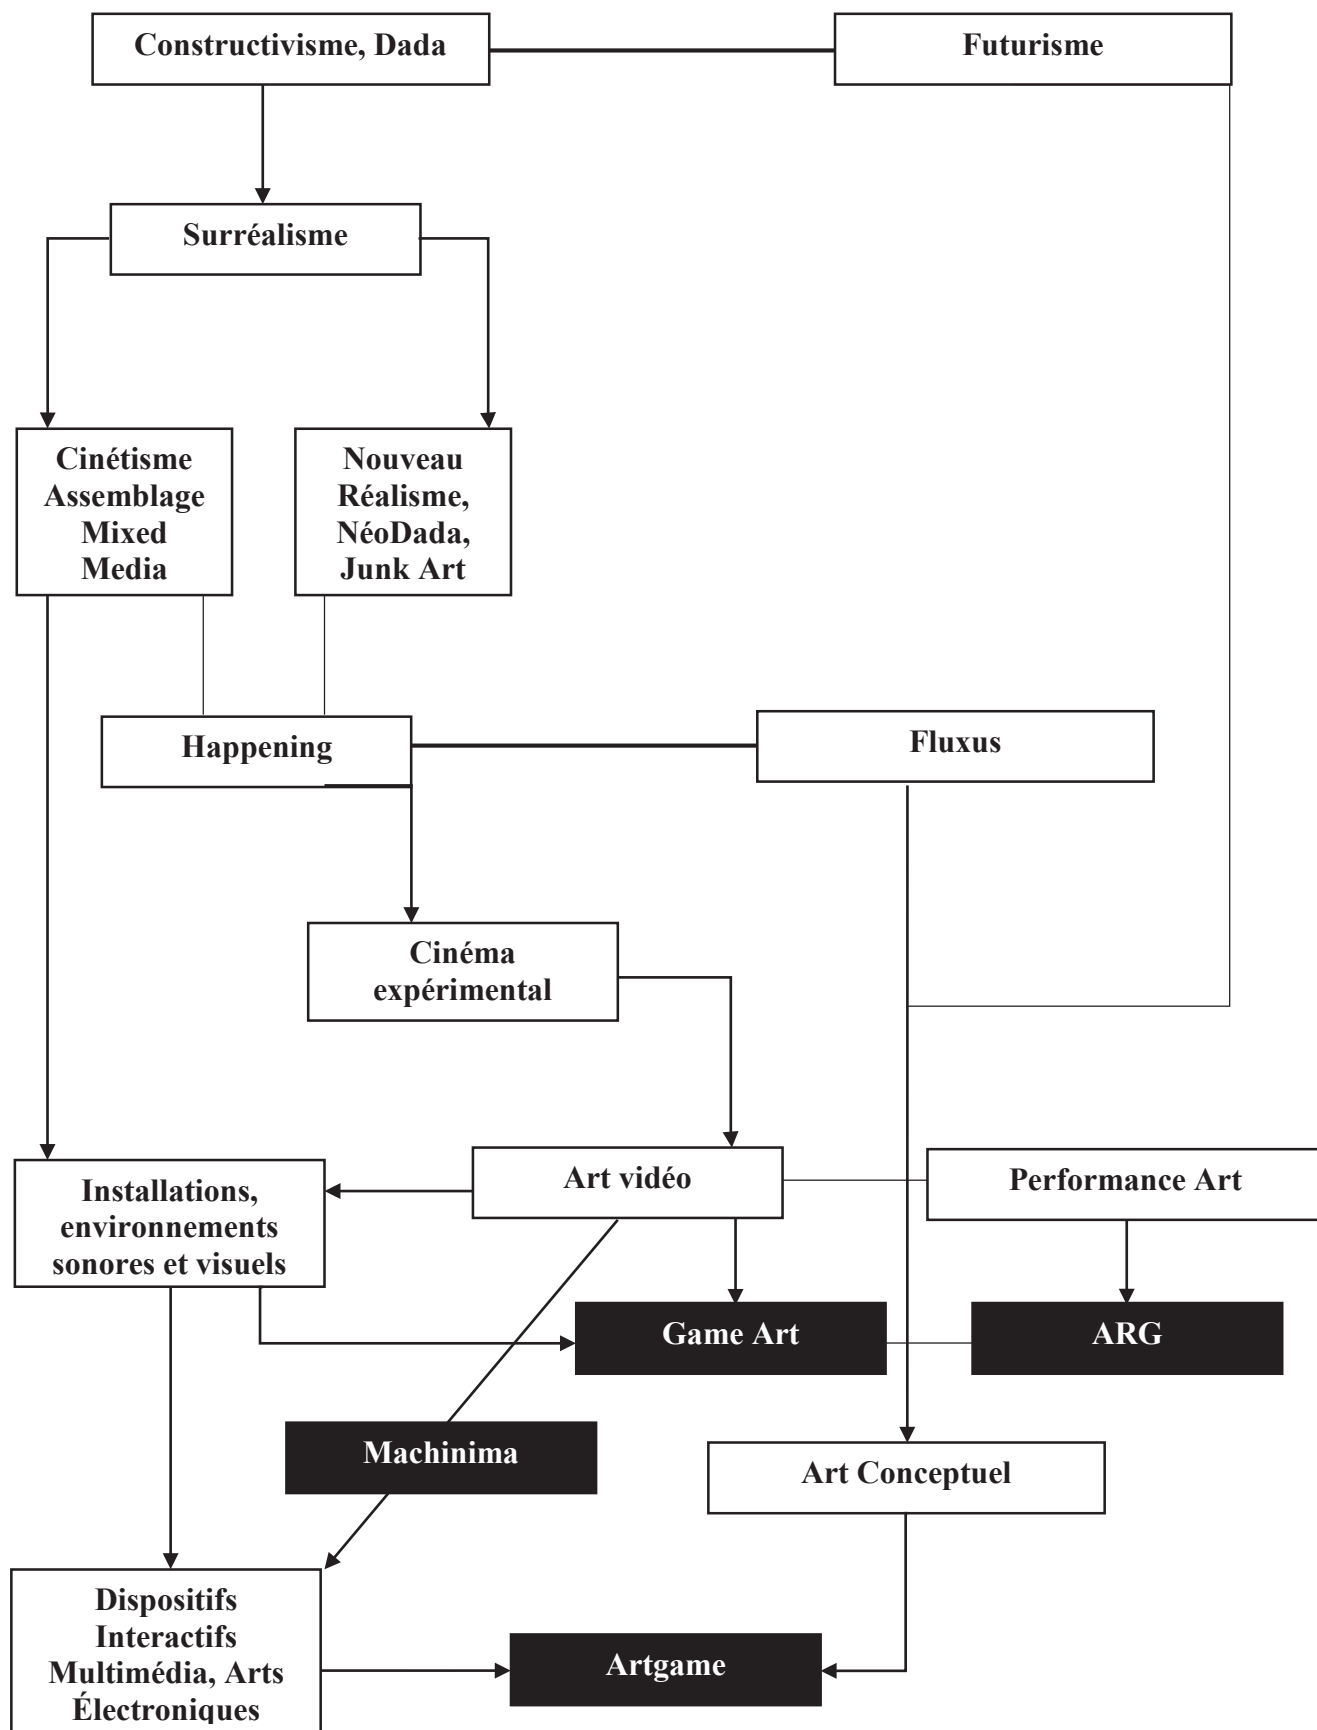 Constructivisme, Dada
Futurisme
Surréalisme
Cinétisme
Assemblage
Mixed
Media
Nouveau
Réalisme,
NéoDada,
Junk Art
Happening
Fluxus
Cinéma
expérimental
Installations,
environnements
sonores et visuels
Art vidéo
Performance Art
Game Art
ARG
Machinima
Art Conceptuel
Dispositifs
Interactifs
Multimédia, Arts
Électroniques
Artgame